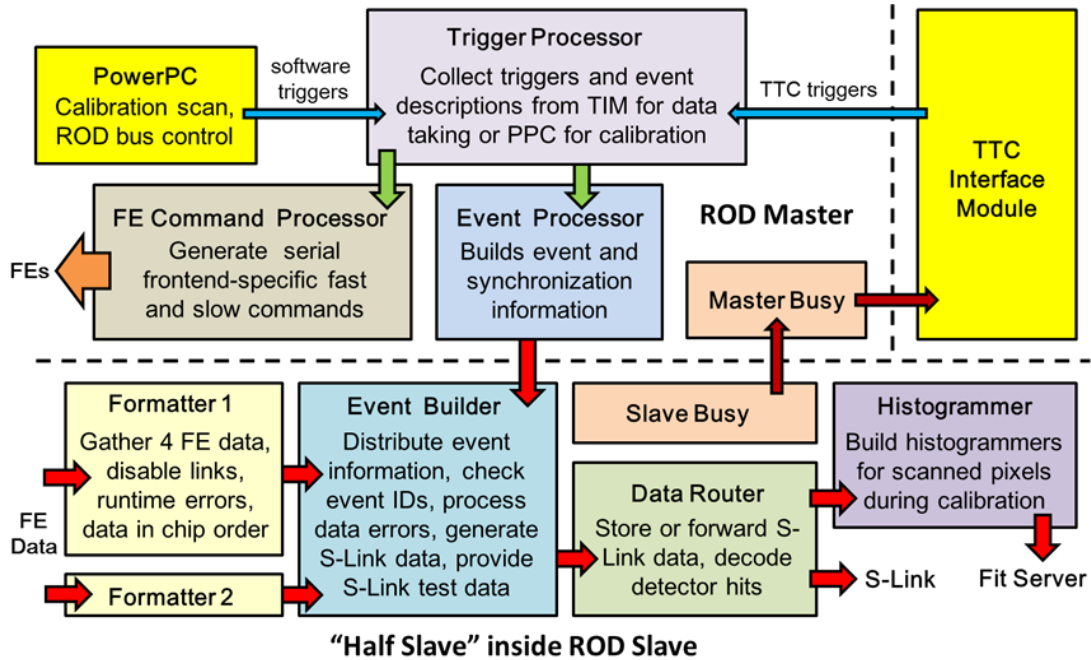 PowerPC
Calibration scan,
ROD bus control
software
triggers
Trigger Processor
Collect triggers and event
descriptions from TIM for data
taking or PPC for calibration
TTC triggers
TTC
Interface
Module
FEs
FE Command Processor
Generate serial
frontend-specific fast
and slow commands
Event Processor
Builds event and
synchronization
information
ROD Master
Master Busy
Formatter 1
Gather 4 FE data,
disable links,
runtime errors,
data in chip order
FE
Data
Formatter 2
Event Builder
Distribute event
information, check
event IDs, process
data errors, generate
S-Link data, provide
S-Link test data
Slave Busy
Data Router
Store or forward S-
Link data, decode
detector hits
Histogrammer
Build histogrammers
for scanned pixels
during calibration
S-Link
Fit Server
“Half Slave” inside ROD Slave